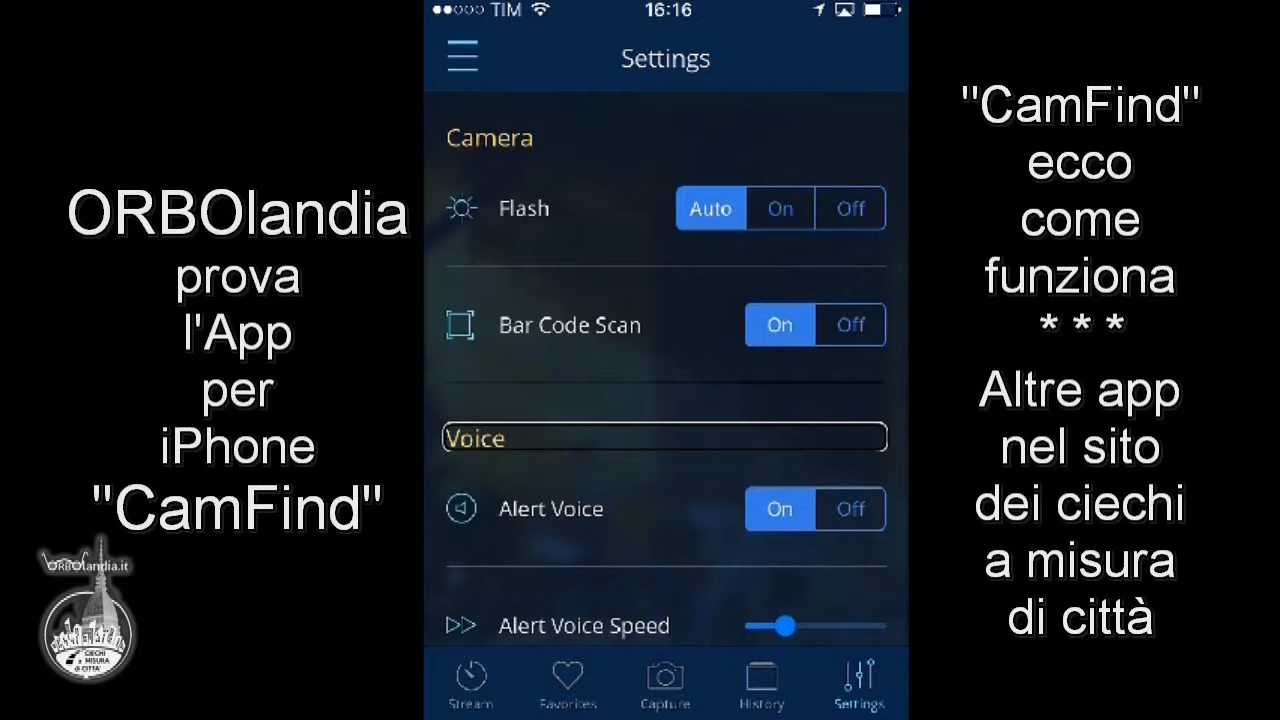 ORBOlandia
prova
l'App
per
iPhone
"CamFind"
ORBOlandia.it
CIECHI
a MISURA
di CITTA'
TIM
16:16
Settings
Camera
Flash
Auto
On
Off
Bar Code Scan
On
Off
Voice
Alert Voice
On
Off
Alert Voice Speed
Stream
Favorites
Capture
History
Settings
"CamFind"
ecco
come
funziona
* * *
Altre app
nel sito
dei ciechi
a misura
di città